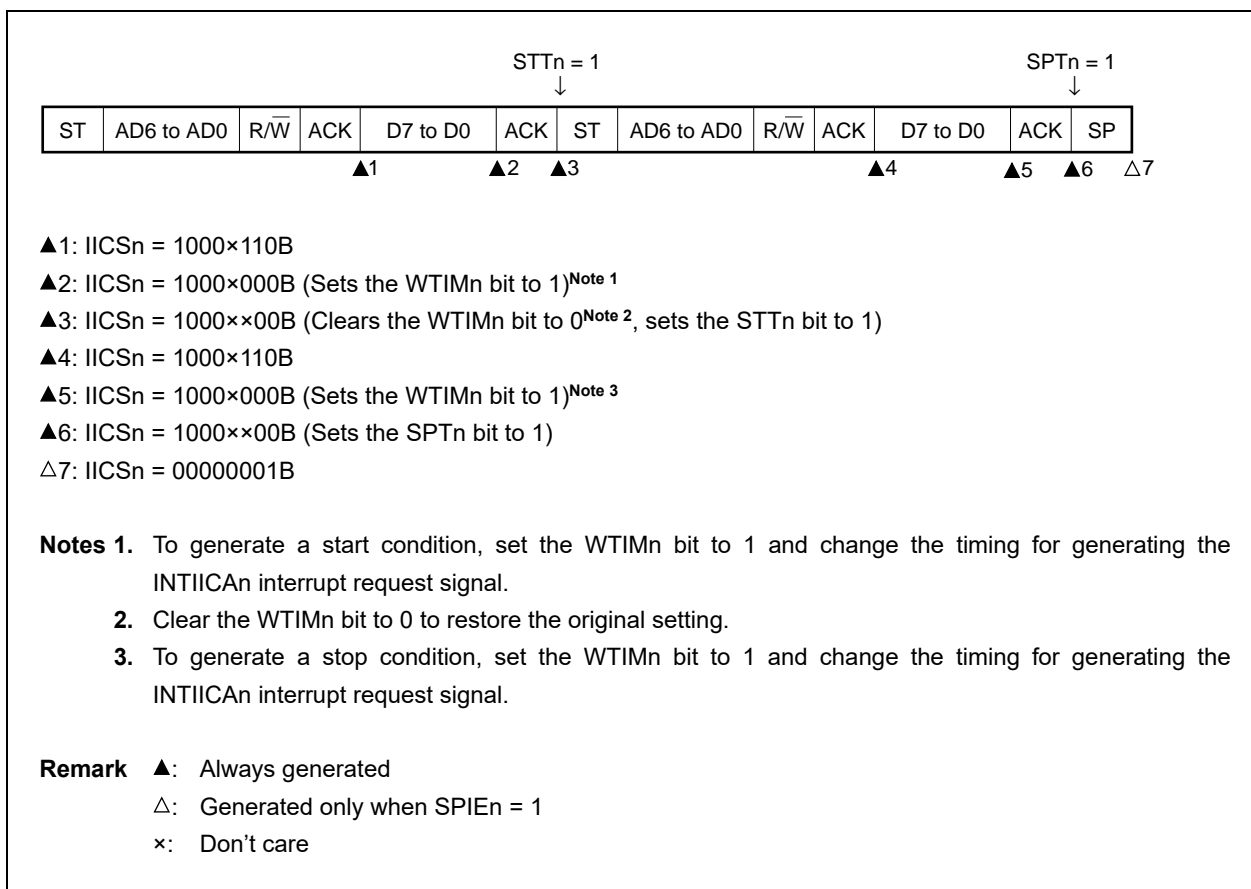 STTn = 1 SPTn = 1
↓ ↓
ST AD6 to AD0 R/W̅ ACK D7 to D0 ACK ST AD6 to AD0 R/W̅ ACK D7 to D0 ACK SP
▲1 ▲2 ▲3 ▲4 ▲5 ▲6 △7
▲1: IICSn = 1000×110B
▲2: IICSn = 1000×000B (Sets the WTIMn bit to 1)Note 1
▲3: IICSn = 1000××00B (Clears the WTIMn bit to 0Note 2, sets the STTn bit to 1)
▲4: IICSn = 1000×110B
▲5: IICSn = 1000×000B (Sets the WTIMn bit to 1)Note 3
▲6: IICSn = 1000××00B (Sets the SPTn bit to 1)
△7: IICSn = 00000001B
Notes 1. To generate a start condition, set the WTIMn bit to 1 and change the timing for generating the
INTIICAn interrupt request signal.
2. Clear the WTIMn bit to 0 to restore the original setting.
3. To generate a stop condition, set the WTIMn bit to 1 and change the timing for generating the
INTIICAn interrupt request signal.
Remark ▲: Always generated
△: Generated only when SPIEn = 1
×: Don't care